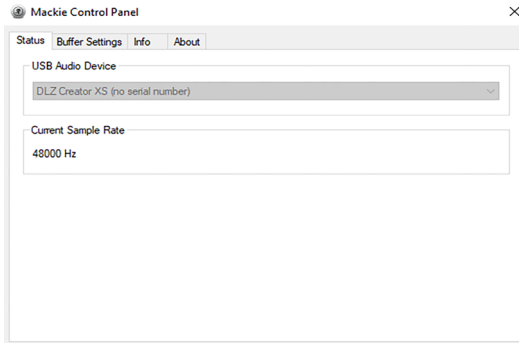 Mackie Control Panel
Status Buffer Settings Info About
USB Audio Device
DLZ Creator XS (no serial number)
Current Sample Rate
48000 Hz